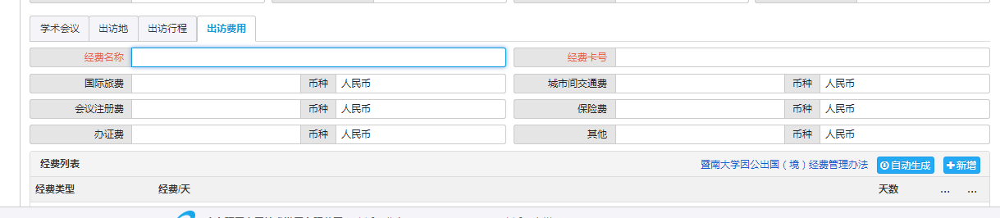 学术会议 出访地 出访行程 出访费用
经费名称 经费卡号
国际旅费 币种 人民币 城市间交通费 币种 人民币
会议注册费 币种 人民币 保险费 币种 人民币
办证费 币种 人民币 其他 币种 人民币
经费列表 暨南大学因公出国（境）经费管理办法 自动生成 新增
经费类型 经费/天 天数 ... ...